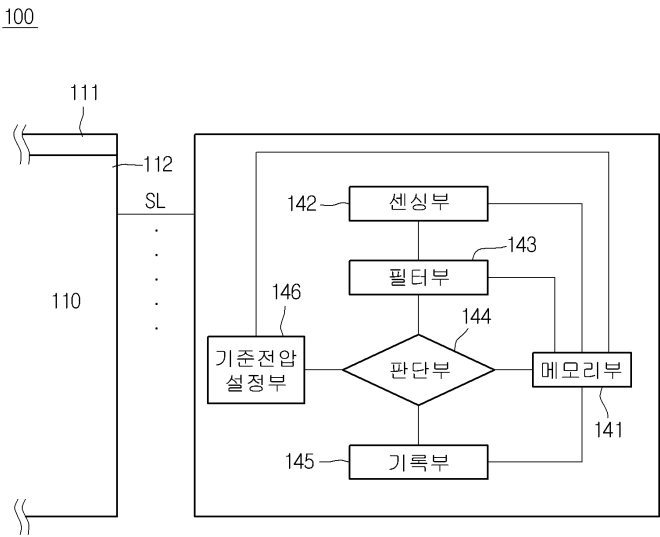 100
111
112
SL
110
142
센싱부
143
필터부
146
144
기준전압
설정부
판단부
메모리부
141
145
기록부